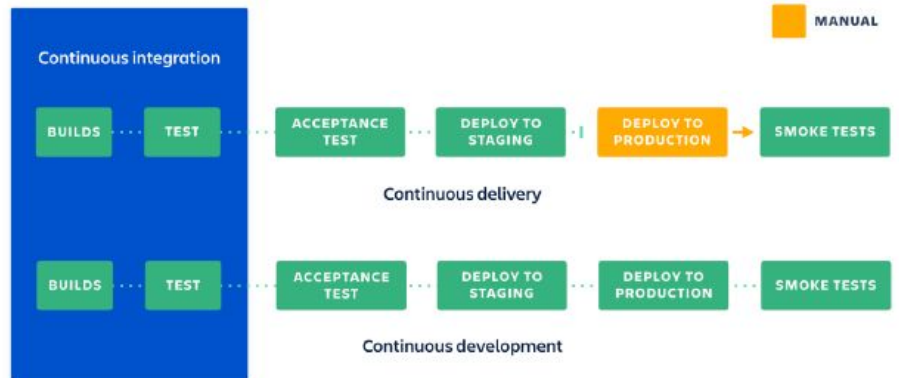 MANUAL
Continuous integration
BUILDS
TEST
ACCEPTANCE
TEST
DEPLOY TO
STAGING
DEPLOY TO
PRODUCTION
SMOKE TESTS
Continuous delivery
BUILDS
TEST
ACCEPTANCE
TEST
DEPLOY TO
STAGING
DEPLOY TO
PRODUCTION
SMOKE TESTS
Continuous development